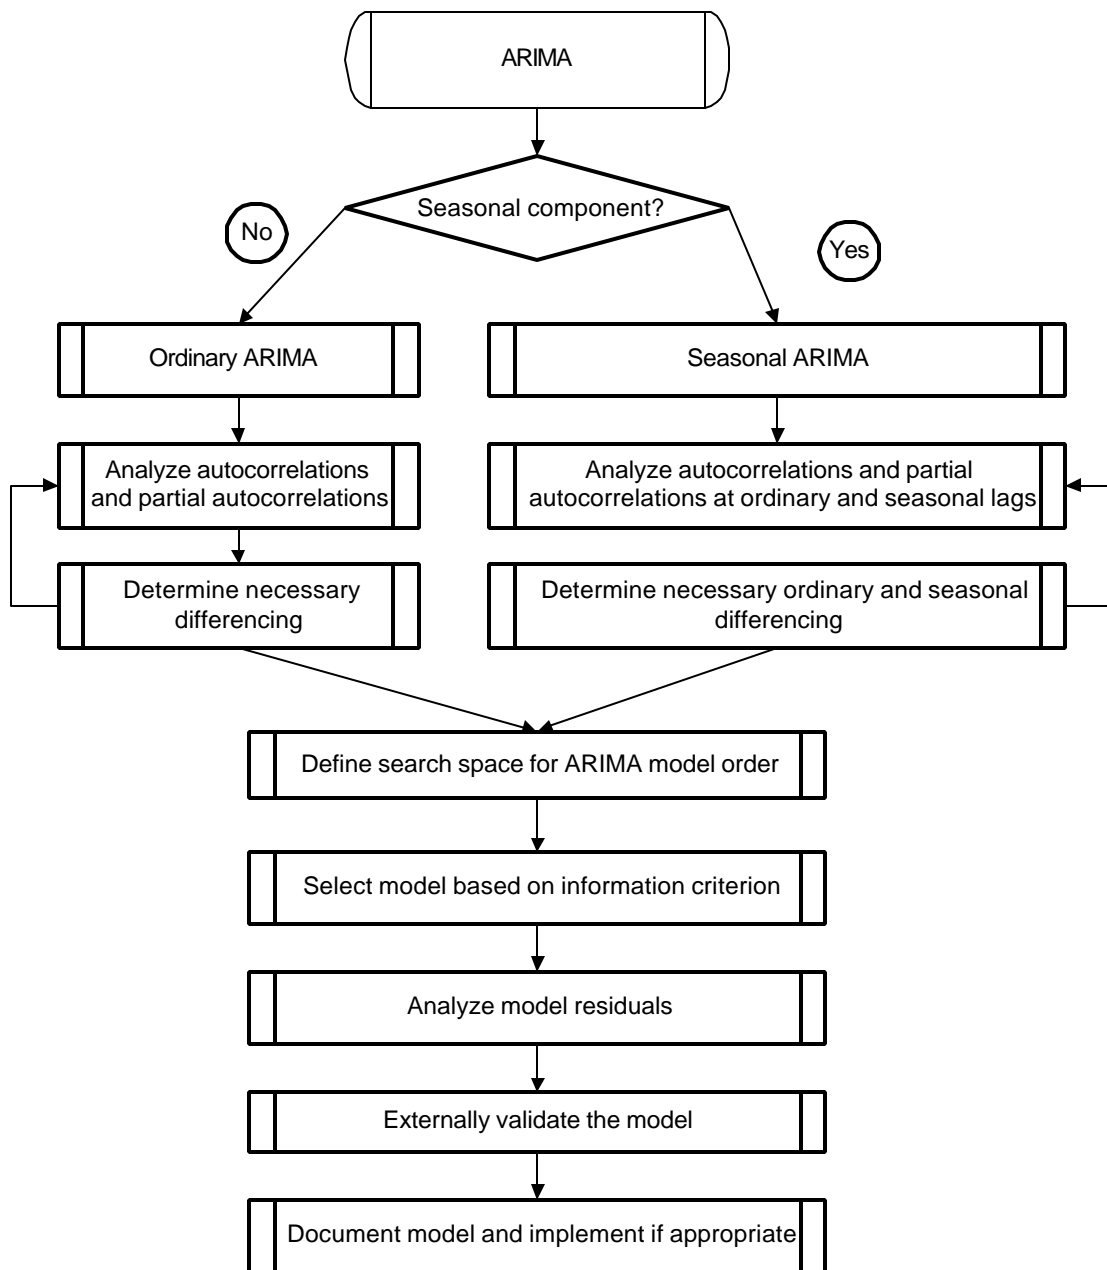 ARIMA
Seasonal component?
No
Yes
Ordinary ARIMA
Seasonal ARIMA
Analyze autocorrelations
and partial autocorrelations
Analyze autocorrelations and partial
autocorrelations at ordinary and seasonal lags
Determine necessary
differencing
Determine necessary ordinary and seasonal
differencing
Define search space for ARIMA model order
Select model based on information criterion
Analyze model residuals
Externally validate the model
Document model and implement if appropriate